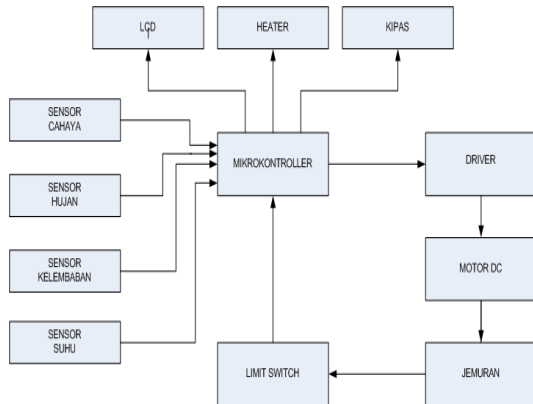 LCD
HEATER
KIPAS
SENSOR
CAHAYA
SENSOR
HUJAN
SENSOR
KELEMBABAN
SENSOR
SUHU
MIKROKONTROLLER
DRIVER
MOTOR DC
LIMIT SWITCH
JEMURAN